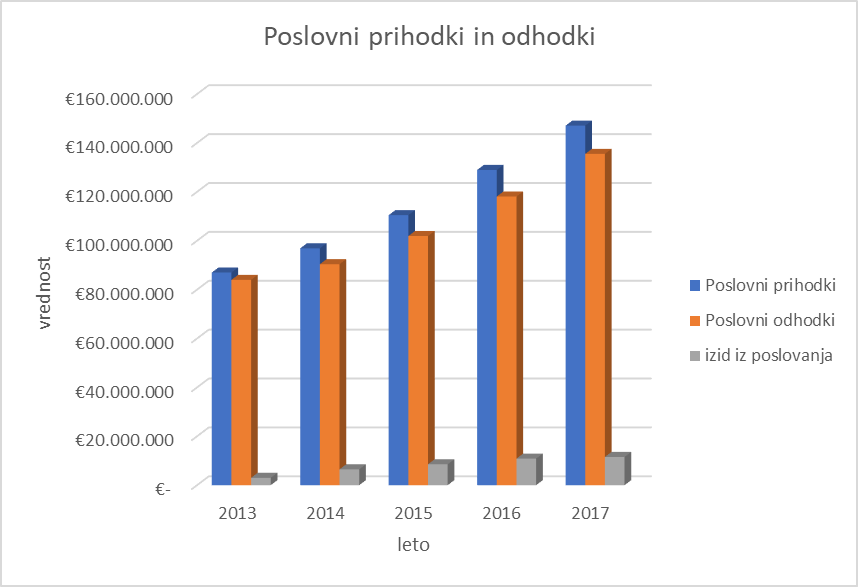 Poslovni prihodki in odhodki
€160.000.000
€140.000.000
€120.000.000
€100.000.000
€80.000.000
€60.000.000
€40.000.000
€20.000.000
€-
vrednost
2013 2014 2015 2016 2017
leto
Poslovni prihodki
Poslovni odhodki
izid iz poslovanja